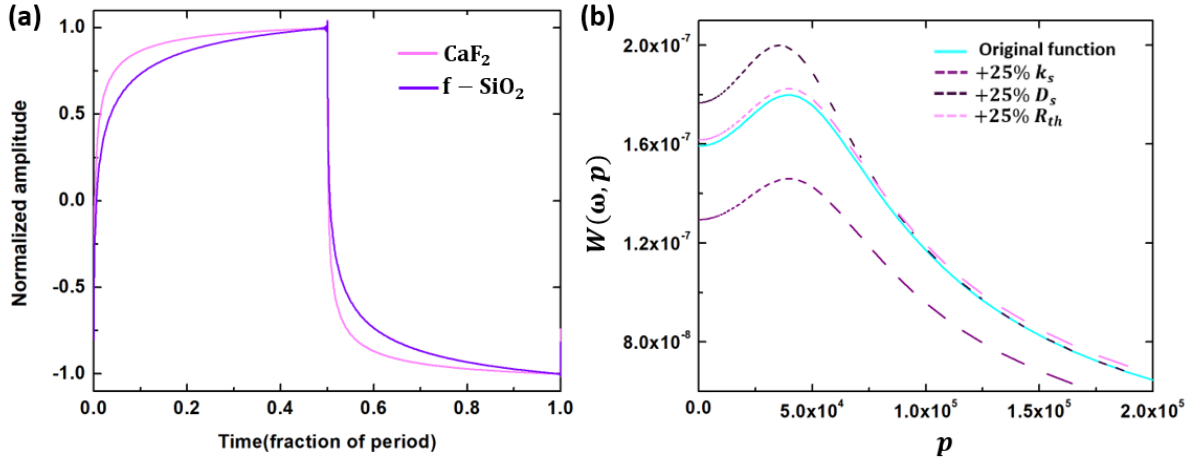 (a)
Normalized amplitude
1.0
0.5
0.0
-0.5
-1.0
CaF₂
f − SiO₂
0.0 0.2 0.4 0.6 0.8 1.0
Time(fraction of period)
(b)
W(ω, p)
2.0x10⁻⁷
1.6x10⁻⁷
1.2x10⁻⁷
8.0x10⁻⁸
Original function
+25% kₛ
+25% Dₛ
+25% Rₜₕ
0.0 5.0x10⁴ 1.0x10⁵ 1.5x10⁵ 2.0x10⁵
p